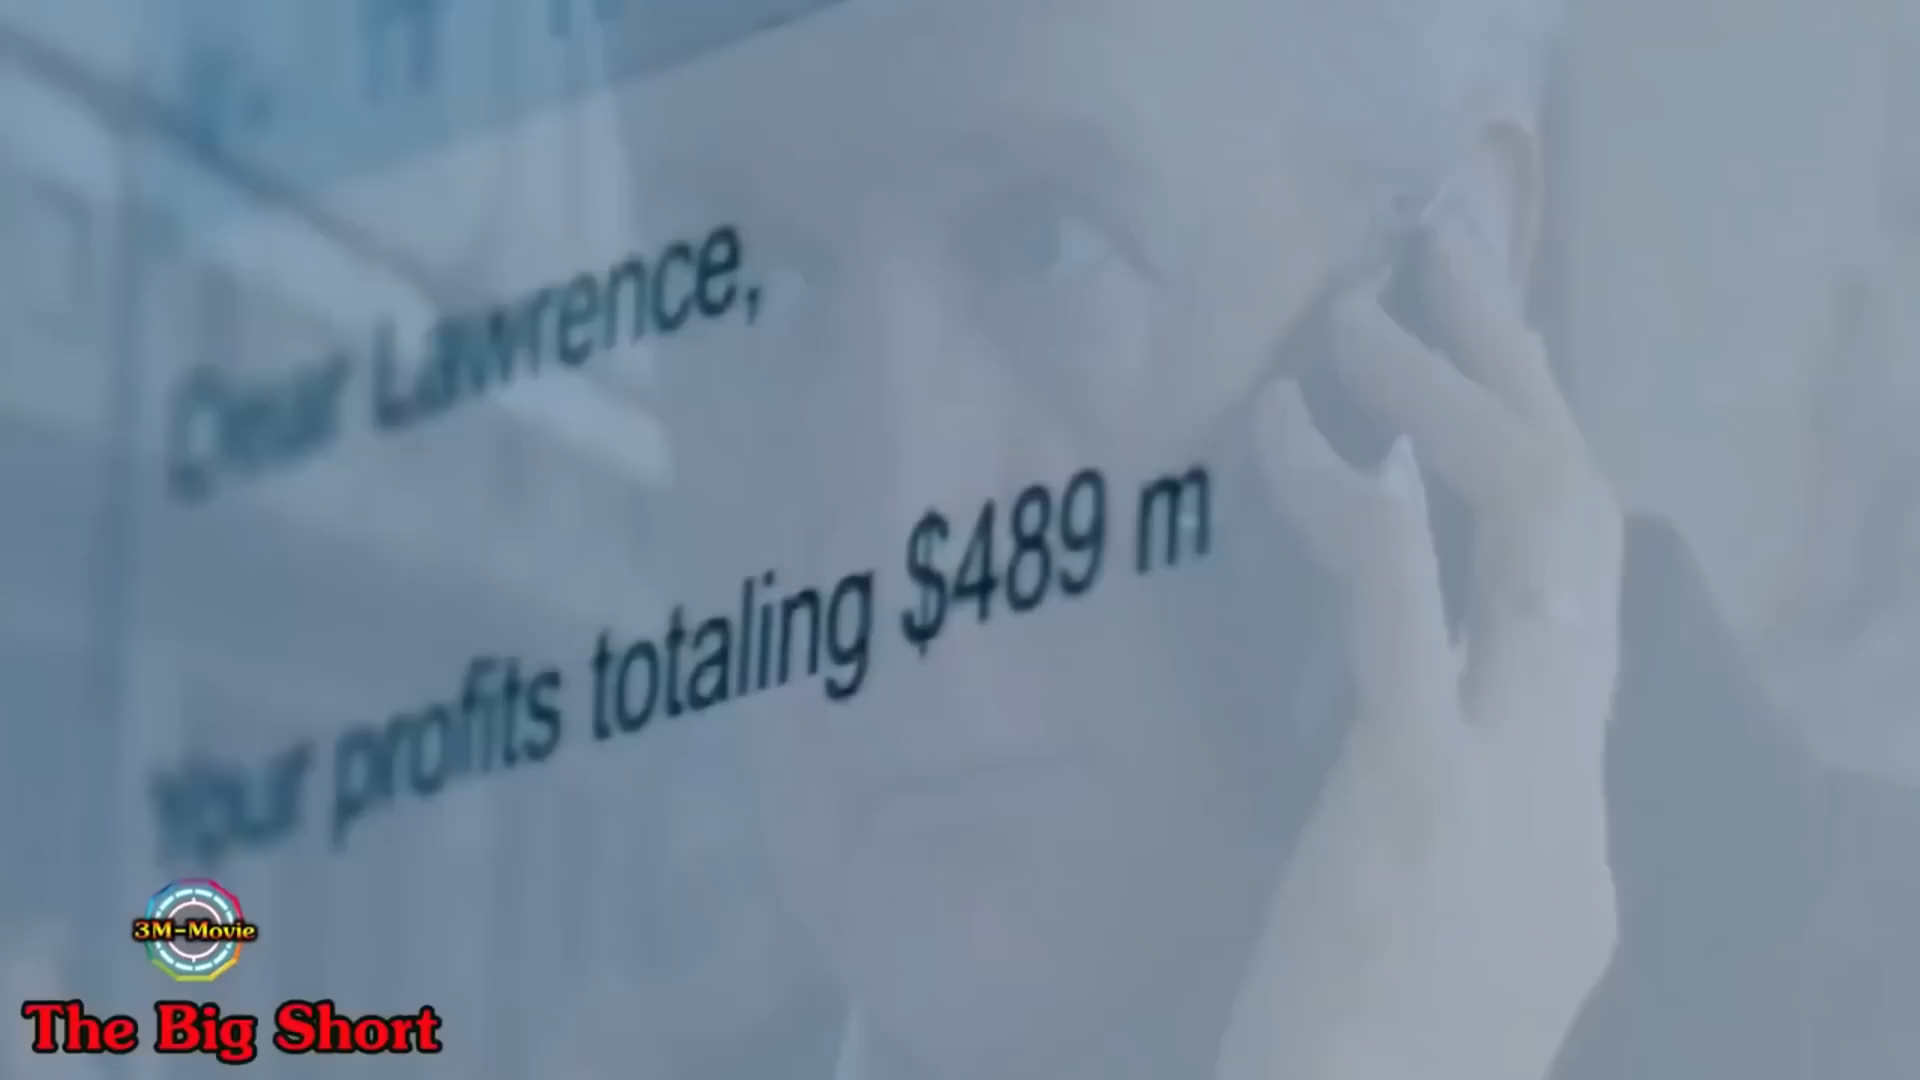 Dear Lawrence,
your profits totaling $489 m
3M-Movie
The Big Short